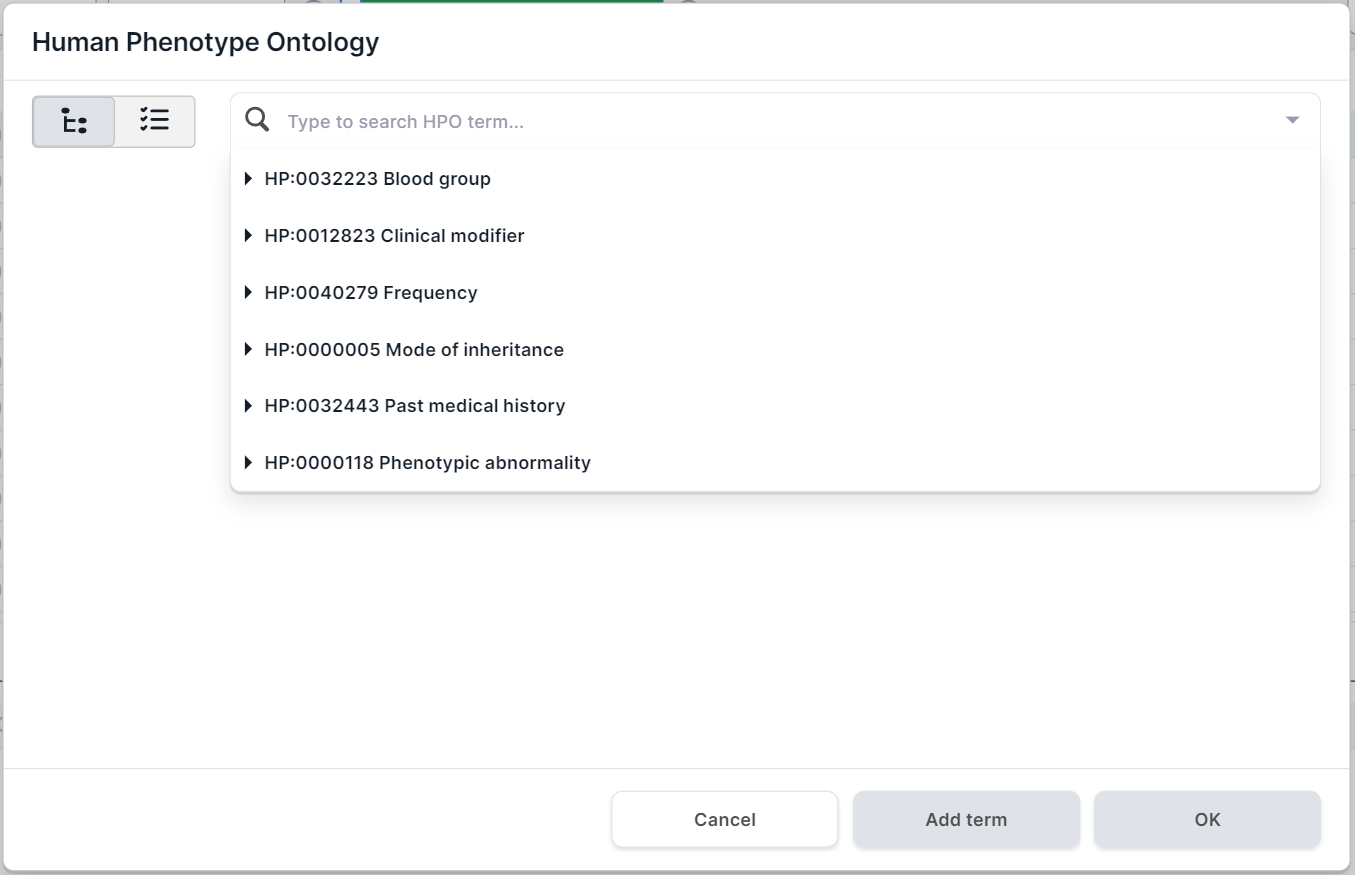 Human Phenotype Ontology
Type to search HPO term...
HP:0032223 Blood group
HP:0012823 Clinical modifier
HP:0040279 Frequency
HP:0000005 Mode of inheritance
HP:0032443 Past medical history
HP:0000118 Phenotypic abnormality
Cancel
Add term
OK